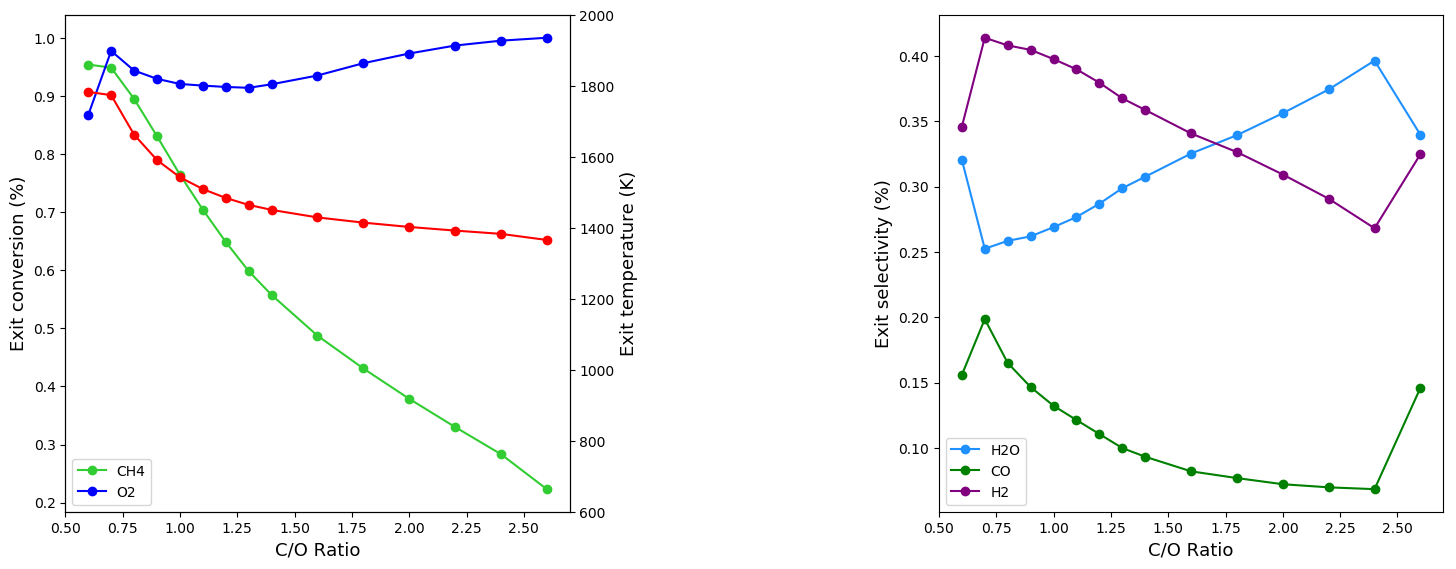 1.0
0.9
0.8
0.7
0.6
0.5
0.4
0.3
0.2
Exit conversion (%)
0.50 0.75 1.00 1.25 1.50 1.75 2.00 2.25 2.50
C/O Ratio
CH4
O2
2000
1800
1600
1400
1200
1000
800
600
Exit temperature (K)
0.40
0.35
0.30
0.25
0.20
0.15
0.10
Exit selectivity (%)
H2O
CO
H2
0.50 0.75 1.00 1.25 1.50 1.75 2.00 2.25 2.50
C/O Ratio